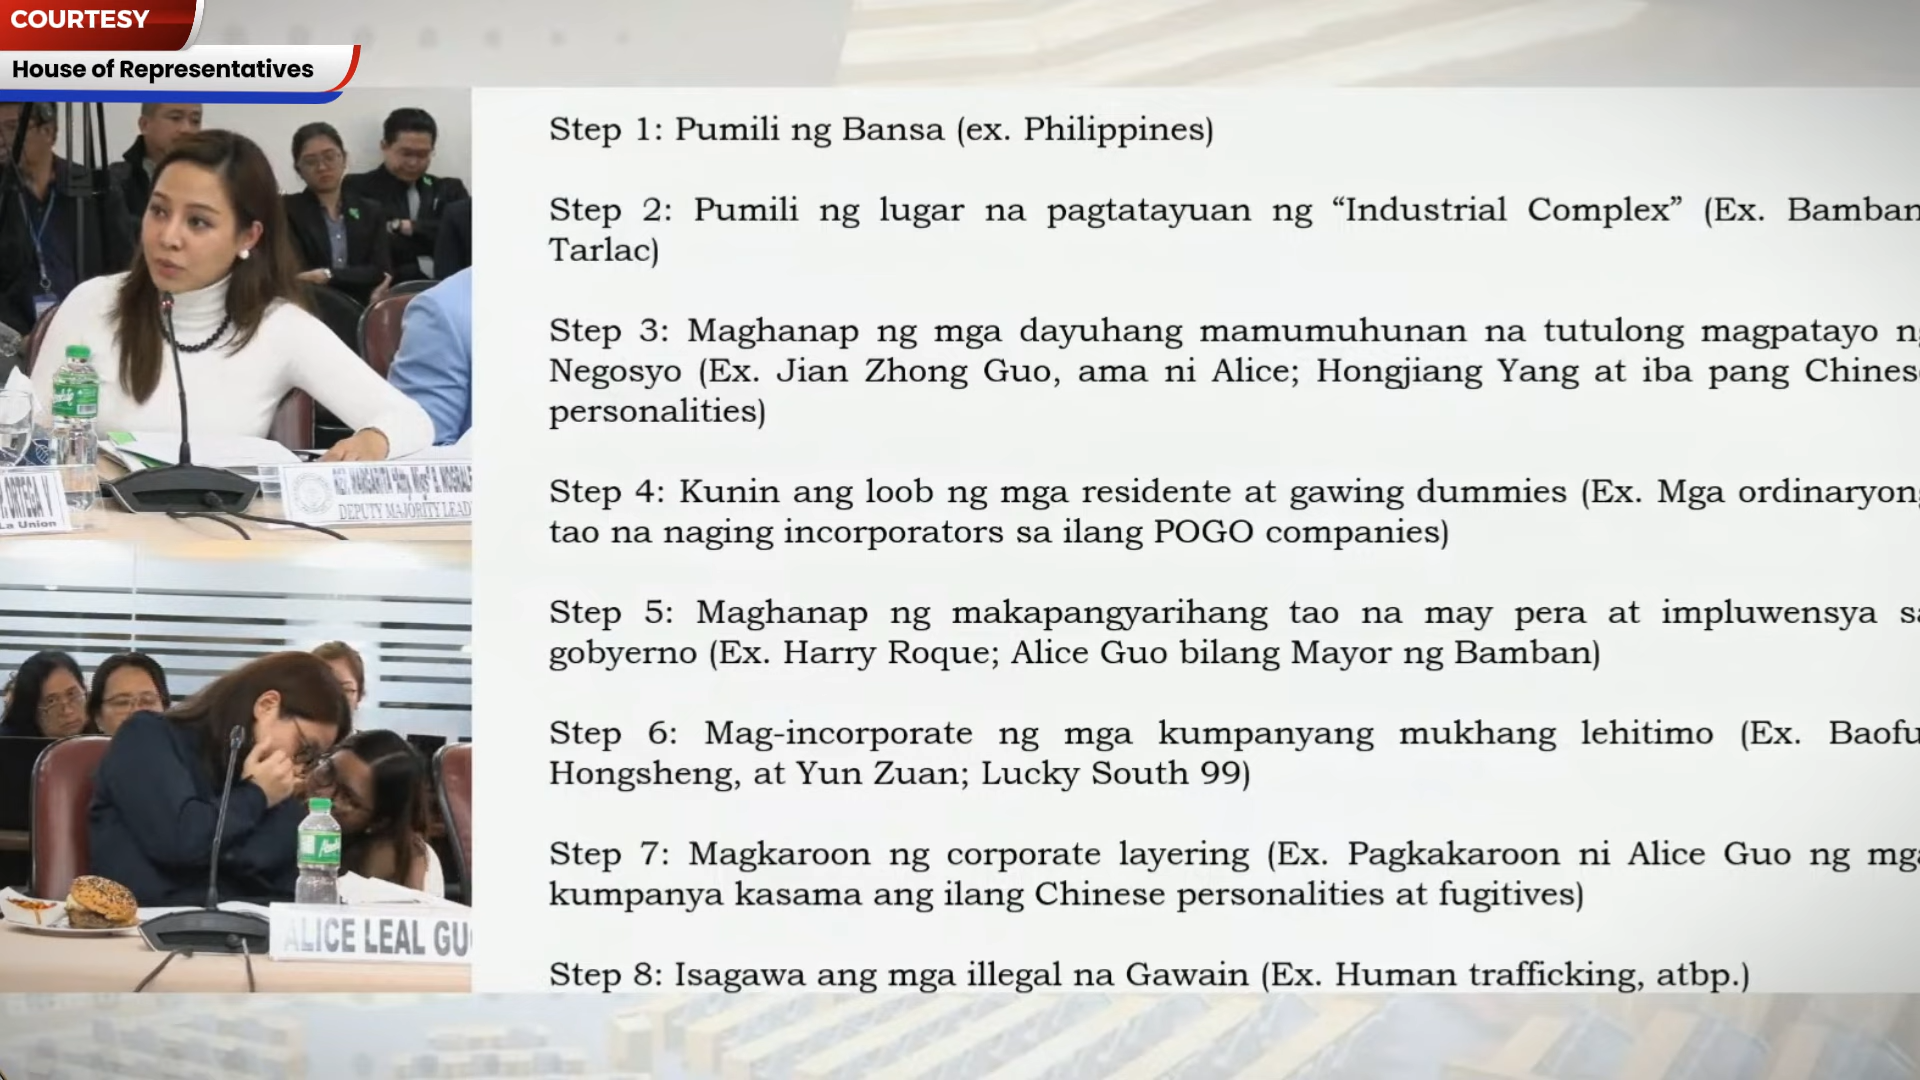 COURTESY
House of Representatives
Step 1: Pumili ng Bansa (ex. Philippines)
Step 2: Pumili ng lugar na pagtatayuan ng “Industrial Complex” (Ex. Bamban
Tarlac)
Step 3: Maghanap ng mga dayuhang mamumuhunan na tutulong magpatayo ng
Negosyo (Ex. Jian Zhong Guo, ama ni Alice; Hongjiang Yang at iba pang Chines
personalities)
Step 4: Kunin ang loob ng mga residente at gawing dummies (Ex. Mga ordinaryong
tao na naging incorporators sa ilang POGO companies)
Step 5: Maghanap ng makapangyarihang tao na may pera at impluwensya sa
gobyerno (Ex. Harry Roque; Alice Guo bilang Mayor ng Bamban)
Step 6: Mag-incorporate ng mga kumpanyang mukhang lehitimo (Ex. Baofu
Hongsheng, at Yun Zuan; Lucky South 99)
Step 7: Magkaroon ng corporate layering (Ex. Pagkakaroon ni Alice Guo ng mga
kumpanya kasama ang ilang Chinese personalities at fugitives)
Step 8: Isagawa ang mga illegal na Gawain (Ex. Human trafficking, atbp.)
ORTEGA V
La Union
REP. MARGARITA
DEPUTY MAJORITY LEAD
ALICE LEAL GU